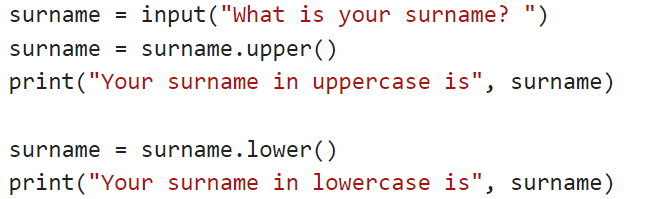 surname = input("What is your surname? ")
surname = surname.upper()
print("Your surname in uppercase is", surname)
surname = surname.lower()
print("Your surname in lowercase is", surname)